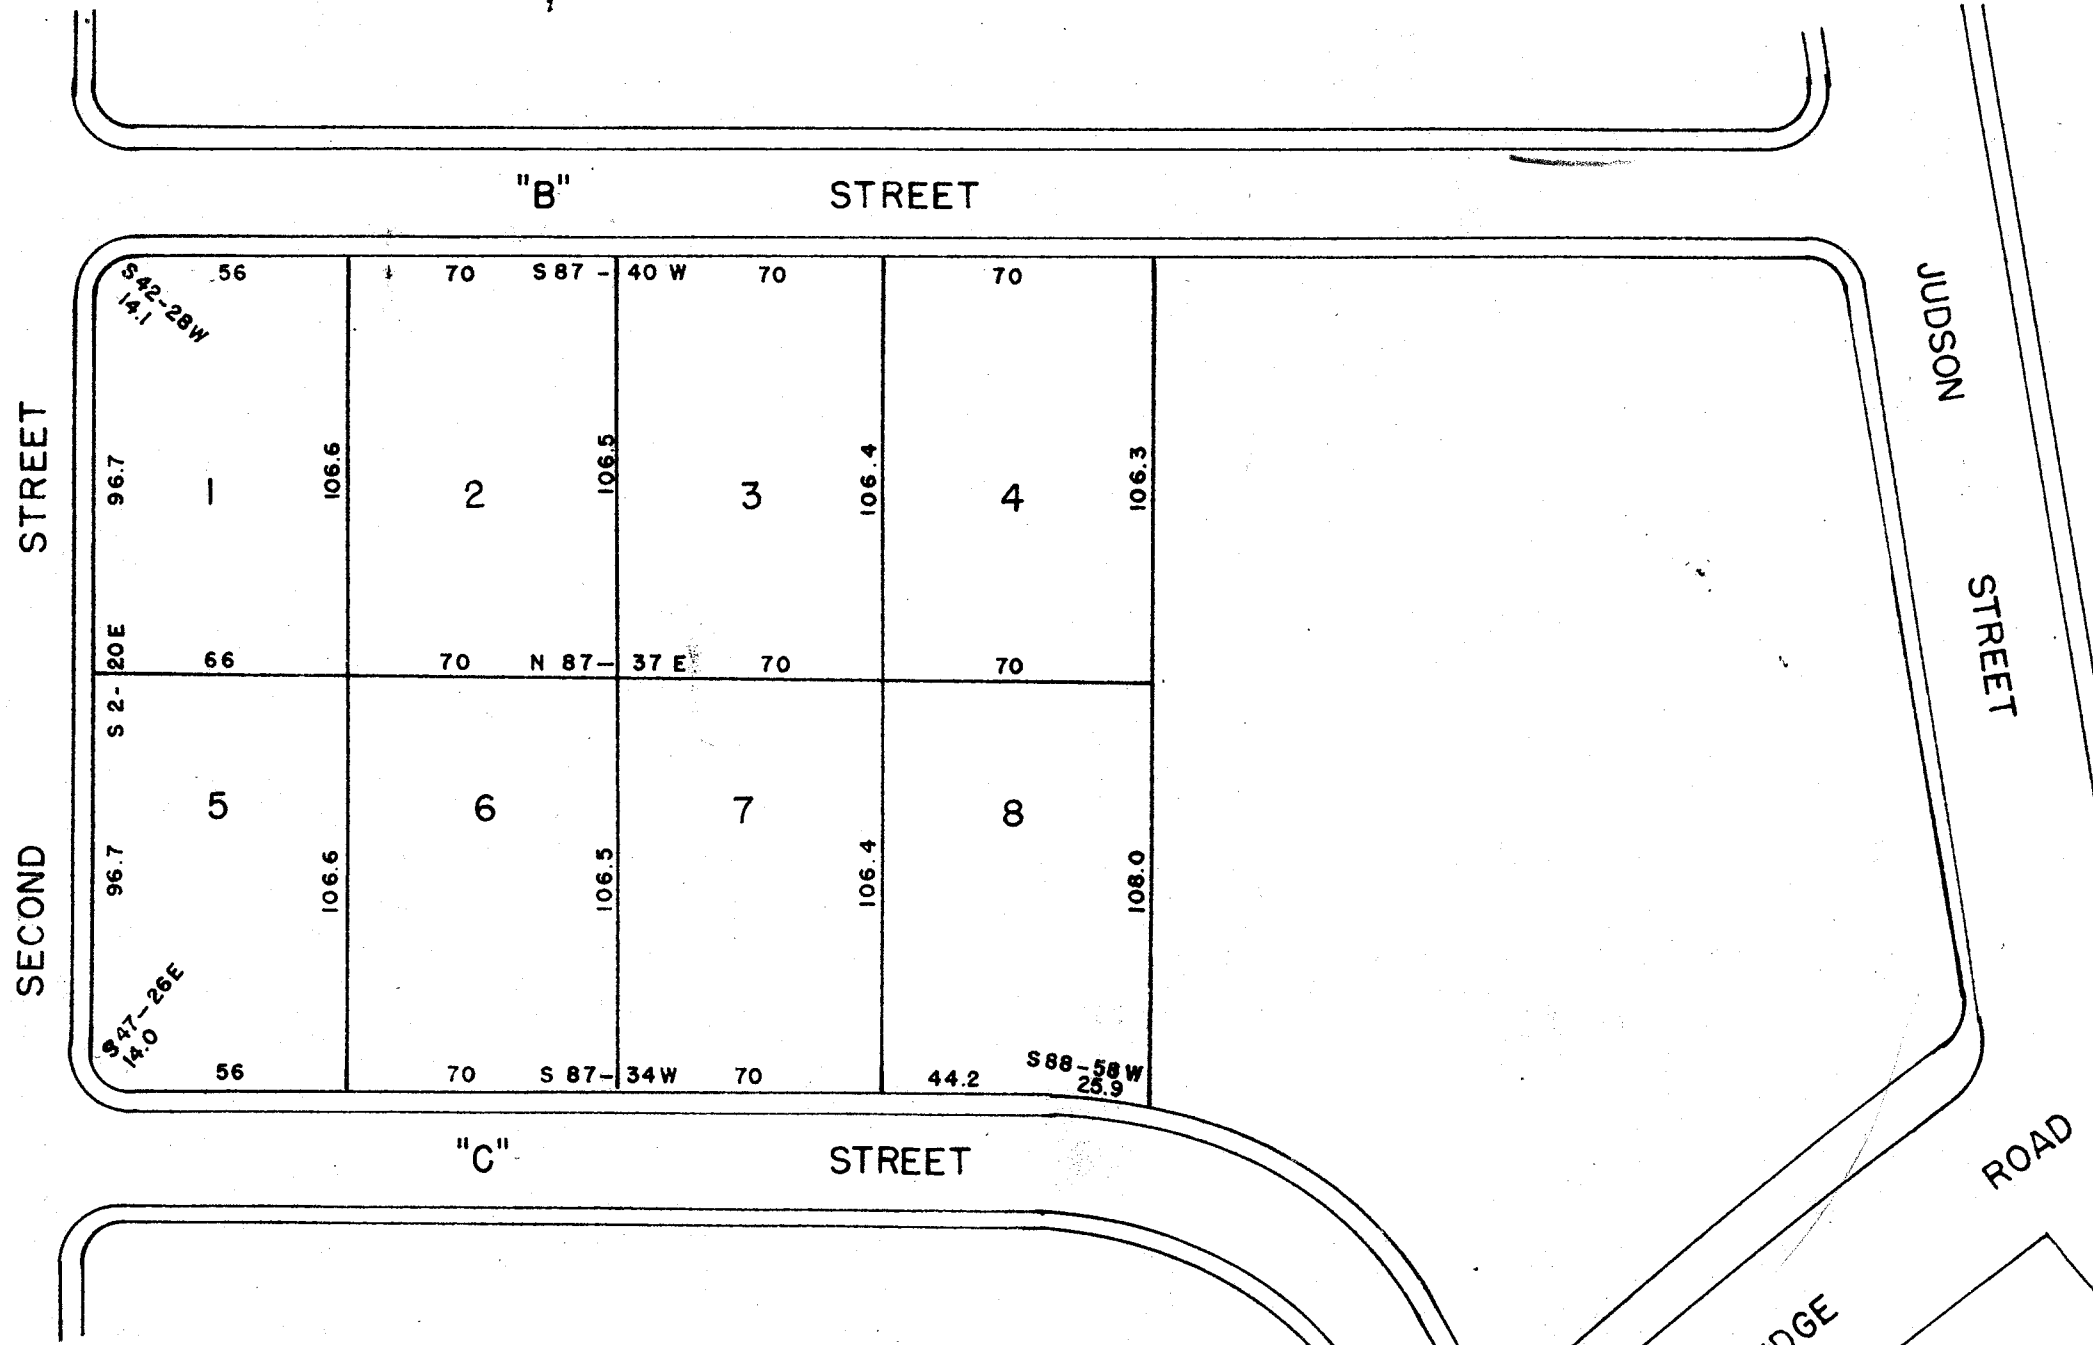 "B" STREET
56 70 S 87 - 40 W 70 70
S 42-28 W
14.1
JUDSON STREET
SECOND STREET
96.7 106.6 106.5 106.4 106.3
1 2 3 4
66 70 N 87- 37 E 70 70
S 2- 20E
5 6 7 8
96.7 106.6 106.5 106.4 108.0
S 47-26E
14.0
56 70 S 87- 34 W 70 44.2
S 88-58 W
25.9
"C" STREET
ROAD